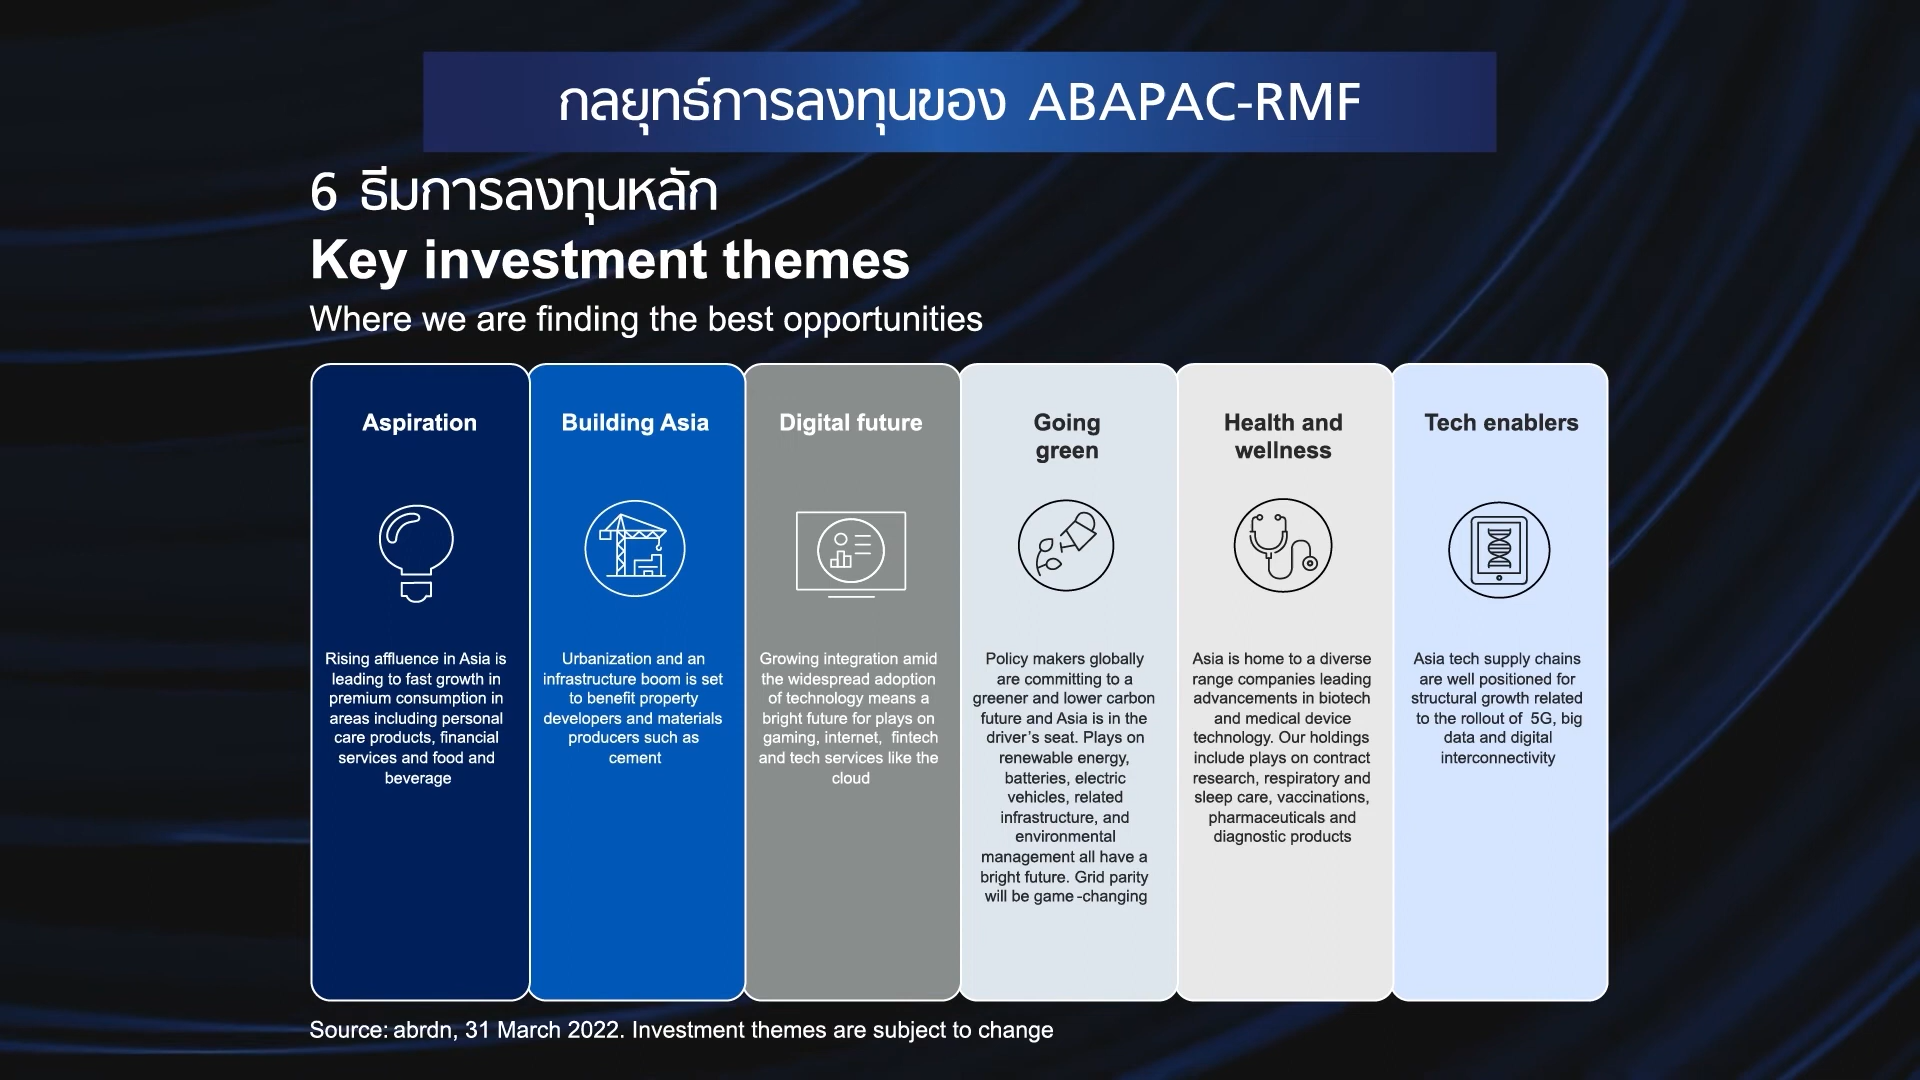 กลยุทธ์การลงทุนของ ABAPAC-RMF
6 ธีมการลงทุนหลัก
Key investment themes
Where we are finding the best opportunities
Aspiration
Rising affluence in Asia is
leading to fast growth in
premium consumption in
areas including personal
care products, financial
services and food and
beverage
Building Asia
Urbanization and an
infrastructure boom is set
to benefit property
developers and materials
producers such as
cement
Digital future
Growing integration amid
the widespread adoption
of technology means a
bright future for plays on
gaming, internet, fintech
and tech services like the
cloud
Going
green
Policy makers globally
are committing to a
greener and lower carbon
future and Asia is in the
driver's seat. Plays on
renewable energy,
batteries, electric
vehicles, related
infrastructure, and
environmental
management all have a
bright future. Grid parity
will be game-changing
Health and
wellness
Asia is home to a diverse
range companies leading
advancements in biotech
and medical device
technology. Our holdings
include plays on contract
research, respiratory and
sleep care, vaccinations,
pharmaceuticals and
diagnostic products
Tech enablers
Asia tech supply chains
are well positioned for
structural growth related
to the rollout of 5G, big
data and digital
interconnectivity
Source: abrdn, 31 March 2022. Investment themes are subject to change